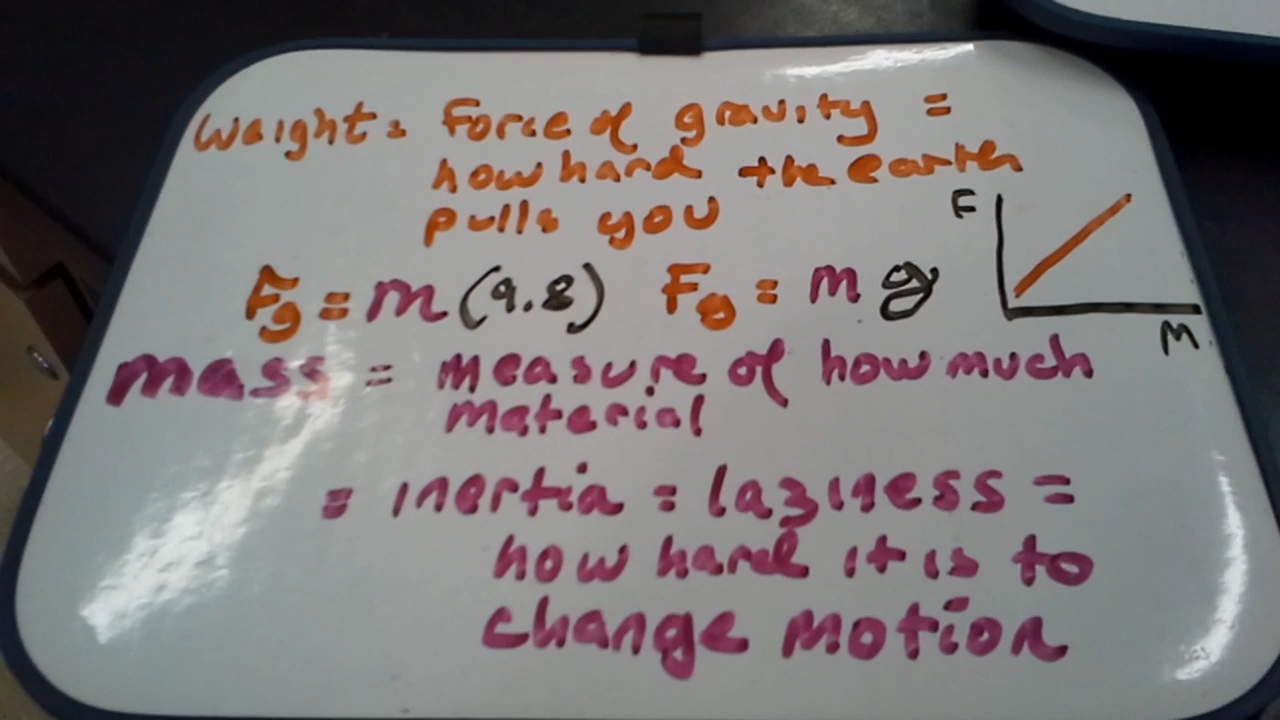 Weight = Force of gravity =
how hard the earth
pulls you
F
Fg = m (9.8) Fg = mg
M
mass = measure of how much
material
= inertia = laziness =
how hard it is to
change motion